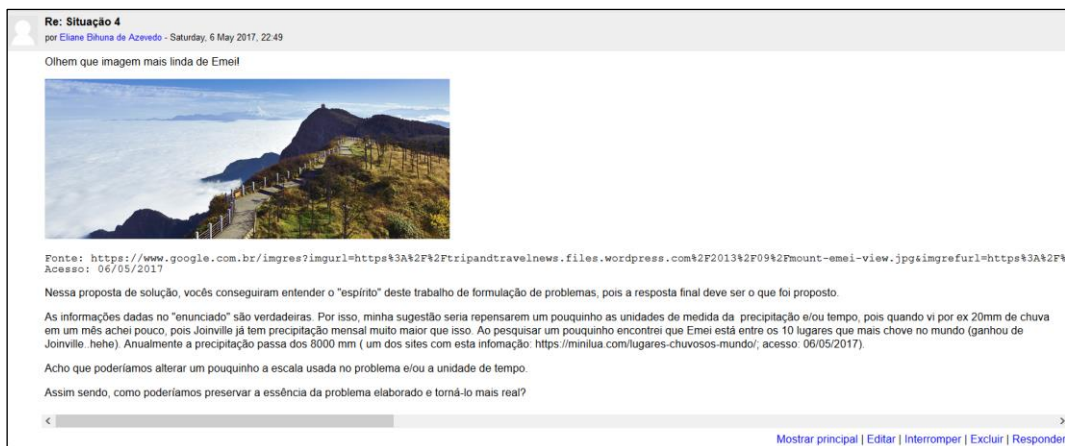 Re: Situação 4
por Eliane Bihuna de Azevedo - Saturday, 6 May 2017, 22:49
Olhem que imagem mais linda de Emei!
Fonte: https://www.google.com.br/imgres?imgurl=https%3A%2F%2Ftripandtravelnews.files.wordpress.com%2F2013%2F09%2Fmount-emei-view.jpg&imgrefurl=https%3A%2F%
Acesso: 06/05/2017
Nessa proposta de solução, vocês conseguiram entender o "espírito" deste trabalho de formulação de problemas, pois a resposta final deve ser o que foi proposto.
As informações dadas no "enunciado" são verdadeiras. Por isso, minha sugestão seria repensarem um pouquinho as unidades de medida da precipitação e/ou tempo, pois quando vi por ex 20mm de chuva
em um mês achei pouco, pois Joinville já tem precipitação mensal muito maior que isso. Ao pesquisar um pouquinho encontrei que Emei está entre os 10 lugares que mais chove no mundo (ganhou de
Joinville..hehe). Anualmente a precipitação passa dos 8000 mm ( um dos sites com esta infomação: https://minilua.com/lugares-chuvosos-mundo/; acesso: 06/05/2017).
Acho que poderíamos alterar um pouquinho a escala usada no problema e/ou a unidade de tempo.
Assim sendo, como poderíamos preservar a essência da problema elaborado e torná-lo mais real?
Mostrar principal | Editar | Interromper | Excluir | Responder